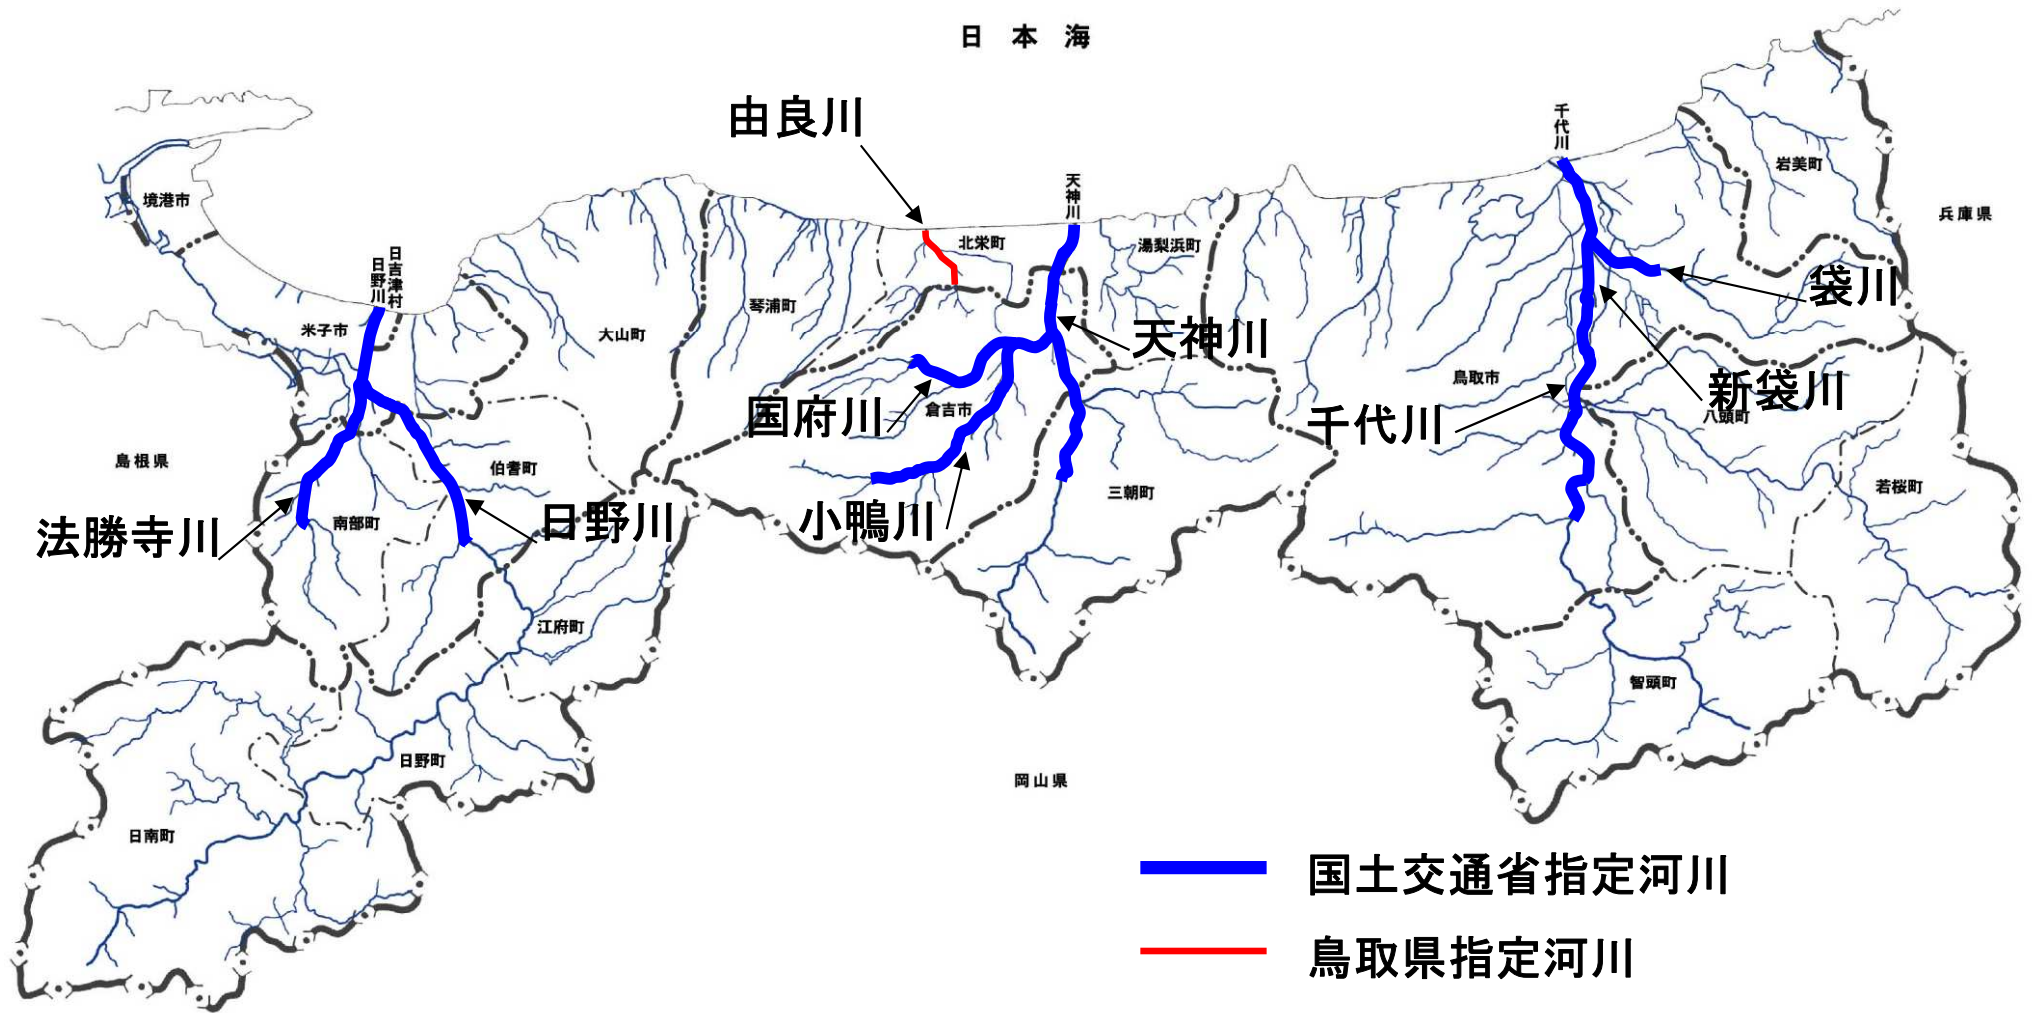 日本海
由良川
千代川
岩美町
境港市
天神川
兵庫県
北栄町
湯梨浜町
日吉津村
日野川
袋川
琴浦町
米子市
大山町
天神川
鳥取市
新袋川
八頭町
国府川
倉吉市
千代川
島根県
伯耆町
若桜町
三朝町
法勝寺川
南部町
日野川
小鴨川
江府町
智頭町
日野町
岡山県
日南町
国土交通省指定河川
鳥取県指定河川